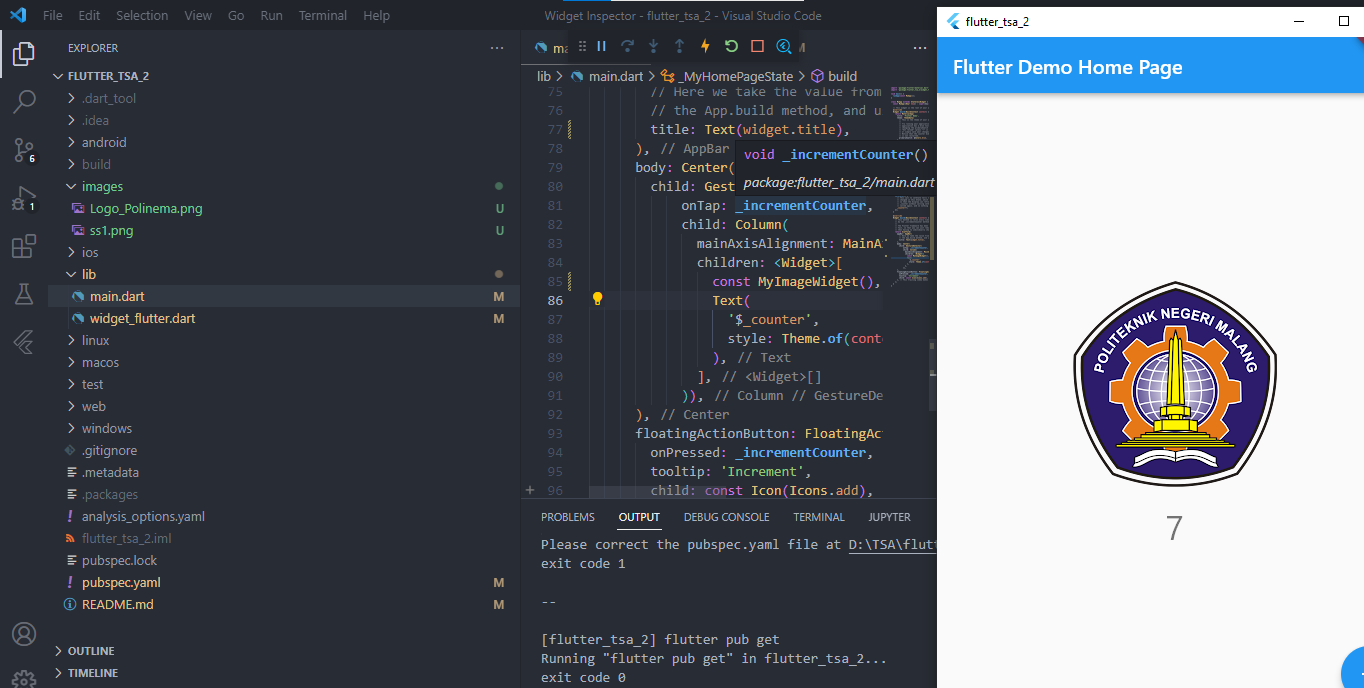 File Edit Selection View Go Run Terminal Help
Widget Inspector - flutter_tsa_2 - Visual Studio Code
EXPLORER
FLUTTER_TSA_2
.dart_tool
.idea
android
build
images
Logo_Polinema.png U
ss1.png U
ios
lib
main.dart M
widget_flutter.dart M
linux
macos
test
web
windows
.gitignore
.metadata
.packages
analysis_options.yaml
flutter_tsa_2.iml
pubspec.lock
pubspec.yaml M
README.md M
OUTLINE
TIMELINE
6
1
lib > main.dart > _MyHomePageState > build
75 // Here we take the value from
76 // the App.build method, and u
77 title: Text(widget.title),
78 ), // AppBar
79 body: Center(
80 child: Gest
81 onTap: _incrementCounter,
82 child: Column(
83 mainAxisAlignment: MainA
84 children: <Widget>[
85 const MyImageWidget(),
86 Text(
87 '$_counter',
88 style: Theme.of(cont
89 ), // Text
90 ], // <Widget>[]
91 )), // Column // GestureDe
92 ), // Center
93 floatingActionButton: FloatingAc
94 onPressed: _incrementCounter,
95 tooltip: 'Increment',
96 child: const Icon(Icons.add),
void _incrementCounter()
package:flutter_tsa_2/main.dart
PROBLEMS OUTPUT DEBUG CONSOLE TERMINAL JUPYTER
Please correct the pubspec.yaml file at D:\TSA\flutt
exit code 1
--
[flutter_tsa_2] flutter pub get
Running "flutter pub get" in flutter_tsa_2...
exit code 0
flutter_tsa_2
Flutter Demo Home Page
POLITEKNIK NEGERI MALANG
7